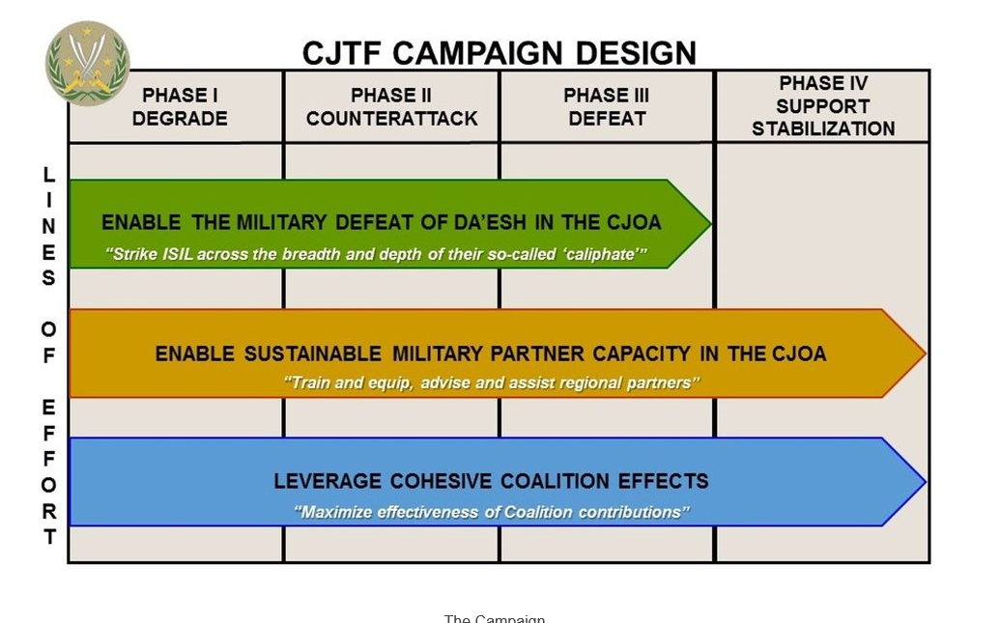 CJTF CAMPAIGN DESIGN
PHASE I
DEGRADE
PHASE II
COUNTERATTACK
PHASE III
DEFEAT
PHASE IV
SUPPORT
STABILIZATION
LINES OF EFFORT
ENABLE THE MILITARY DEFEAT OF DA’ESH IN THE CJOA
“Strike ISIL across the breadth and depth of their so-called ‘caliphate’”
ENABLE SUSTAINABLE MILITARY PARTNER CAPACITY IN THE CJOA
“Train and equip, advise and assist regional partners”
LEVERAGE COHESIVE COALITION EFFECTS
“Maximize effectiveness of Coalition contributions”
The Campaign